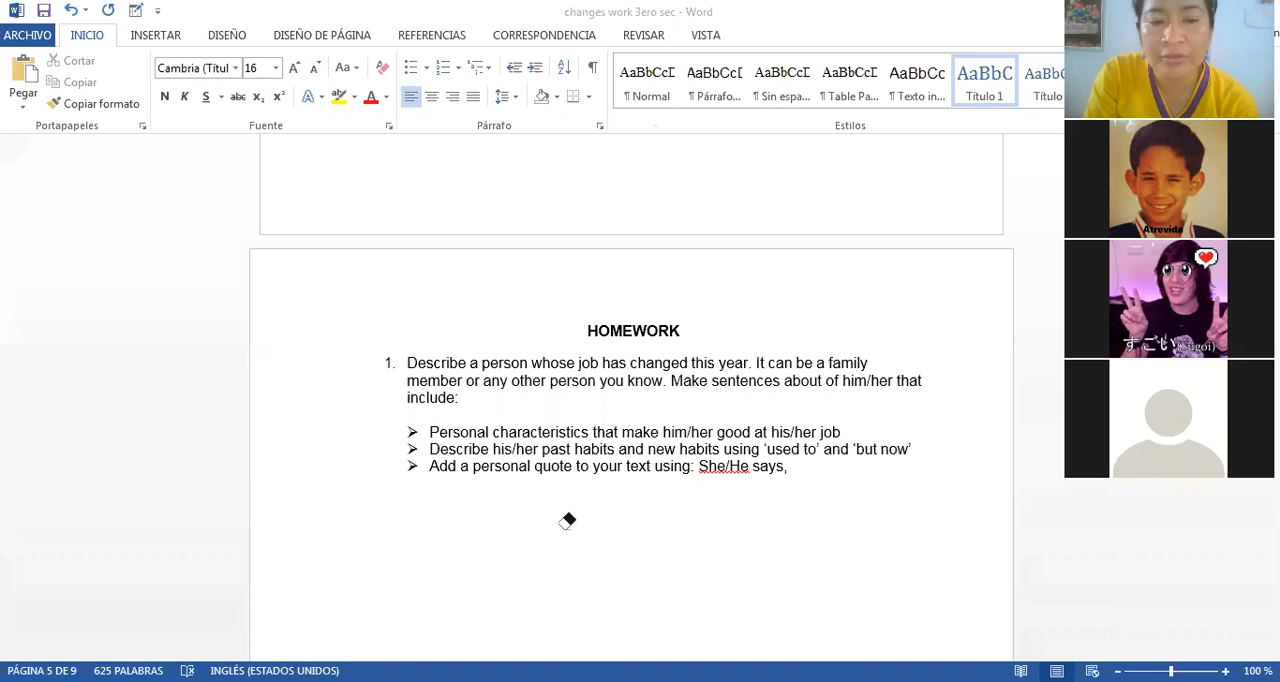 changes work 3ero sec - Word
ARCHIVO INICIO INSERTAR DISEÑO DISEÑO DE PÁGINA REFERENCIAS CORRESPONDENCIA REVISAR VISTA
Pegar
Cortar
Copiar
Copiar formato
Portapapeles
Cambria (Títul 16
N K S abc x₂ x²
Fuente
Párrafo
AaBbCcI AaBbC
¶ Normal ¶ Párrafo... ¶ Sin espa... ¶ Table Pa... ¶ Texto in... Título 1 Título
Estilos
Atrevida
すごい(sugoi)
HOMEWORK
1. Describe a person whose job has changed this year. It can be a family
member or any other person you know. Make sentences about of him/her that
include:
➢ Personal characteristics that make him/her good at his/her job
➢ Describe his/her past habits and new habits using ‘used to’ and ‘but now’
➢ Add a personal quote to your text using: She/He says,
PÁGINA 5 DE 9 625 PALABRAS INGLÉS (ESTADOS UNIDOS) 100 %